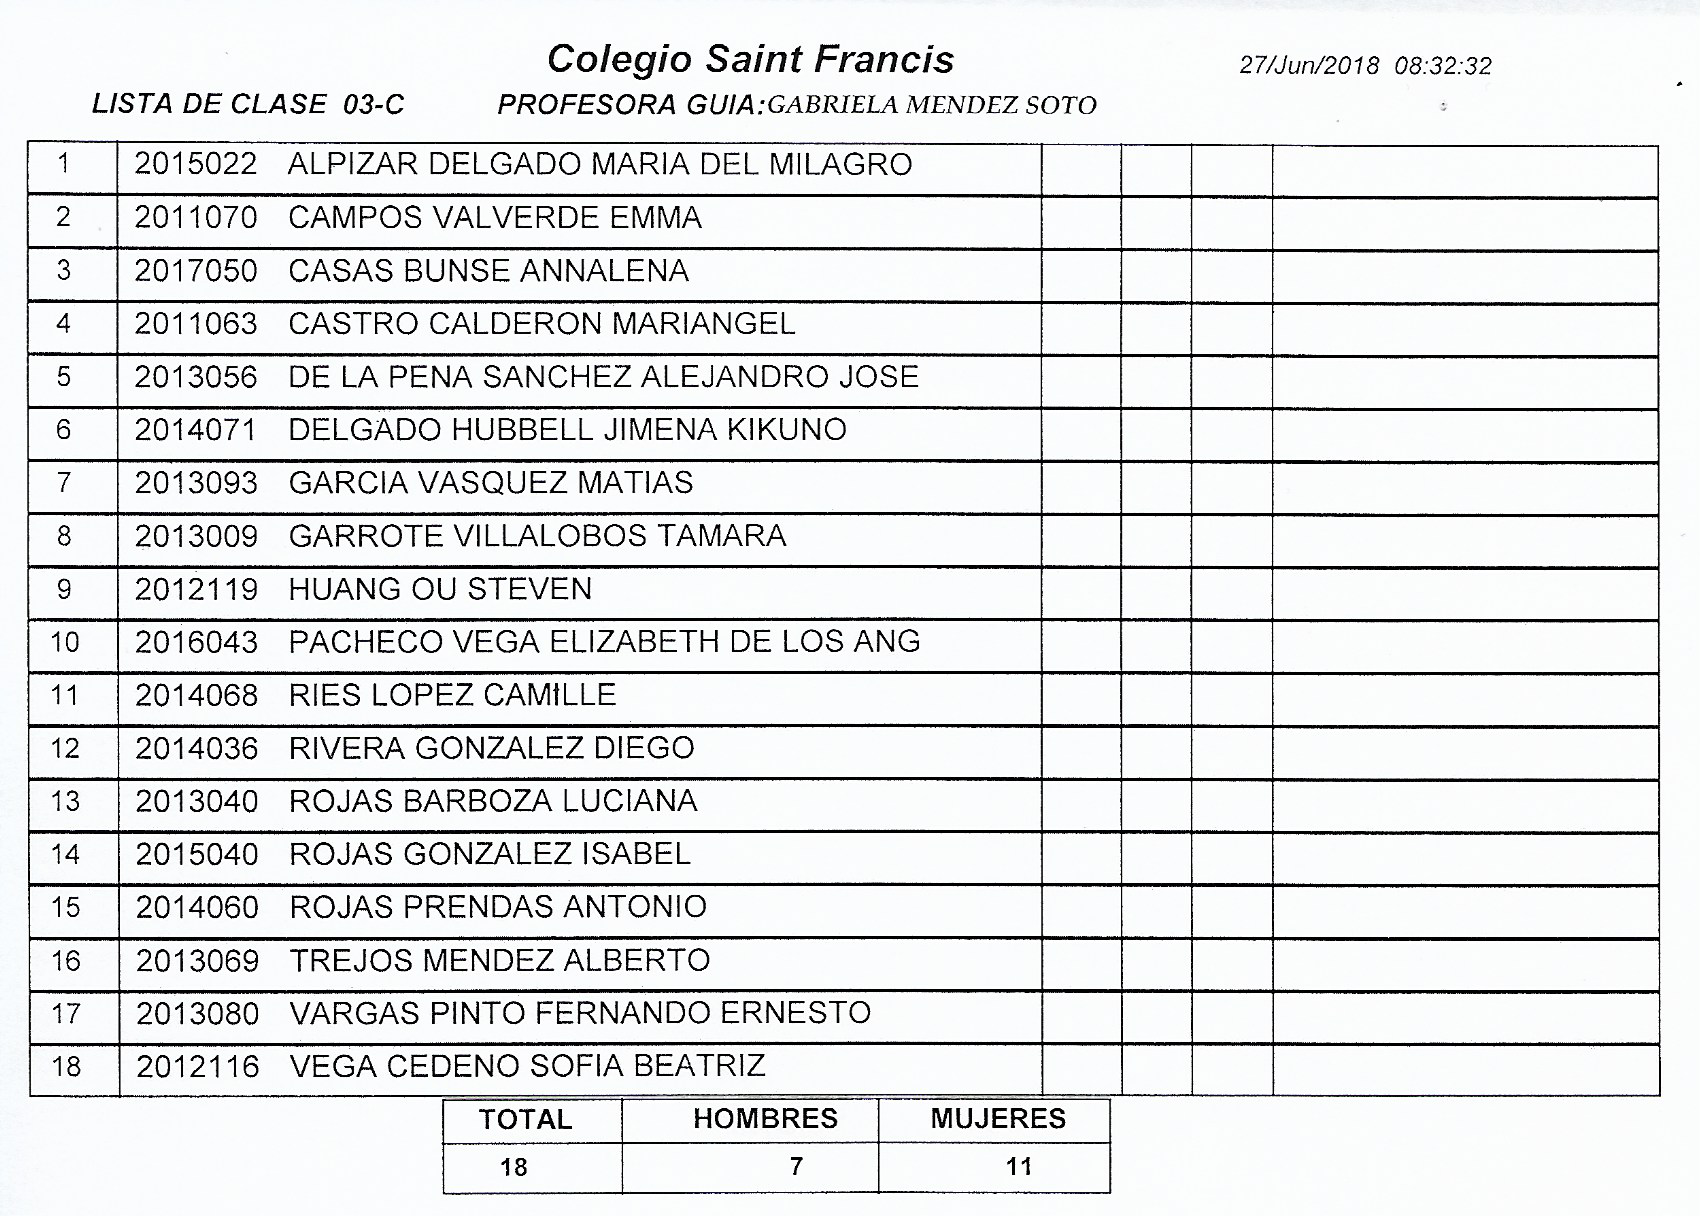 Colegio Saint Francis 27/Jun/2018 08:32:32
LISTA DE CLASE 03-C PROFESORA GUIA:GABRIELA MENDEZ SOTO
1 2015022 ALPIZAR DELGADO MARIA DEL MILAGRO
2 2011070 CAMPOS VALVERDE EMMA
3 2017050 CASAS BUNSE ANNALENA
4 2011063 CASTRO CALDERON MARIANGEL
5 2013056 DE LA PENA SANCHEZ ALEJANDRO JOSE
6 2014071 DELGADO HUBBELL JIMENA KIKUNO
7 2013093 GARCIA VASQUEZ MATIAS
8 2013009 GARROTE VILLALOBOS TAMARA
9 2012119 HUANG OU STEVEN
10 2016043 PACHECO VEGA ELIZABETH DE LOS ANG
11 2014068 RIES LOPEZ CAMILLE
12 2014036 RIVERA GONZALEZ DIEGO
13 2013040 ROJAS BARBOZA LUCIANA
14 2015040 ROJAS GONZALEZ ISABEL
15 2014060 ROJAS PRENDAS ANTONIO
16 2013069 TREJOS MENDEZ ALBERTO
17 2013080 VARGAS PINTO FERNANDO ERNESTO
18 2012116 VEGA CEDENO SOFIA BEATRIZ
TOTAL HOMBRES MUJERES
18 7 11